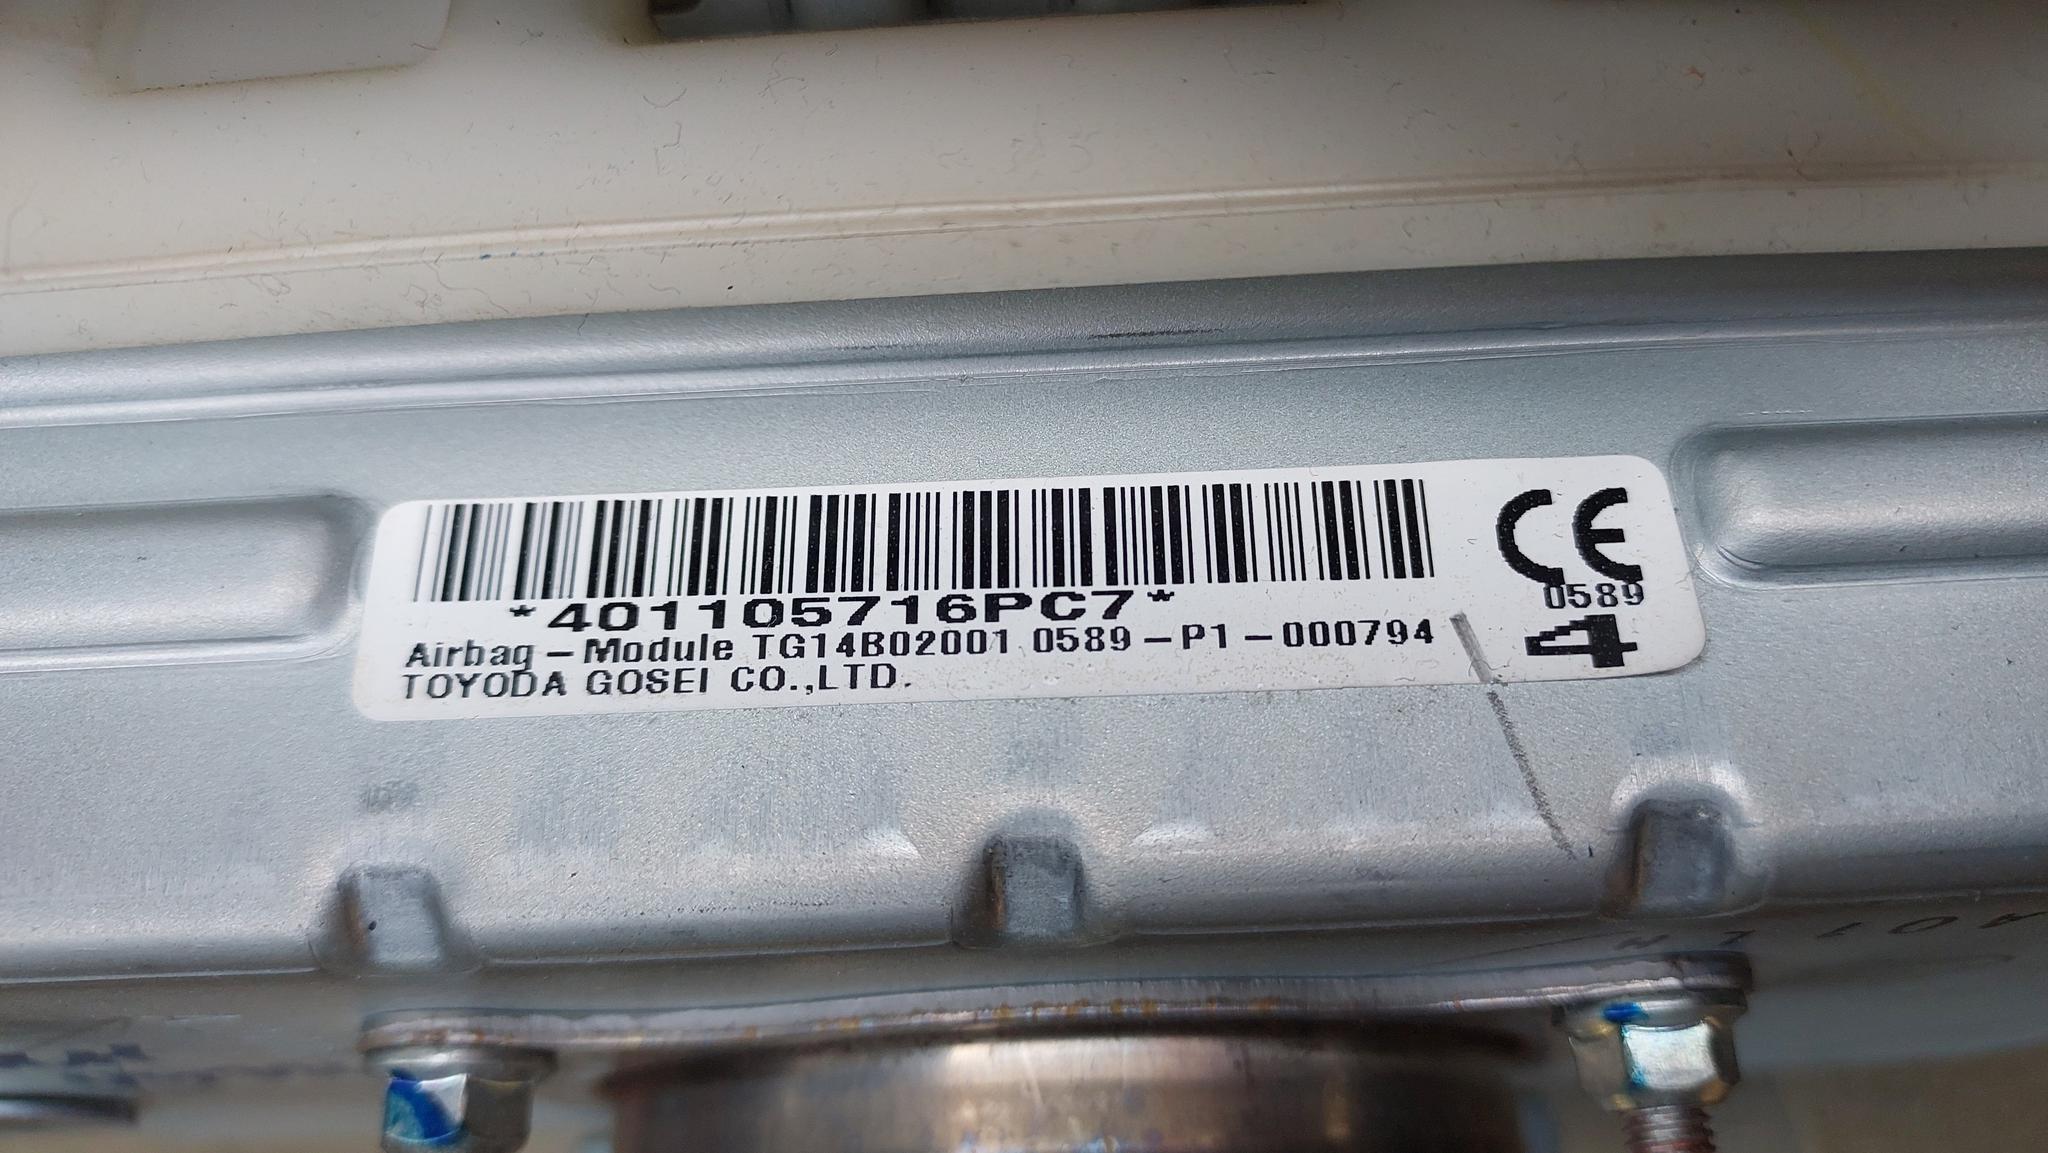 *401105716PC7*
Airbag-Module TG14B02001 0589-P1-000794
TOYODA GOSEI CO.,LTD.
CE
0589
4